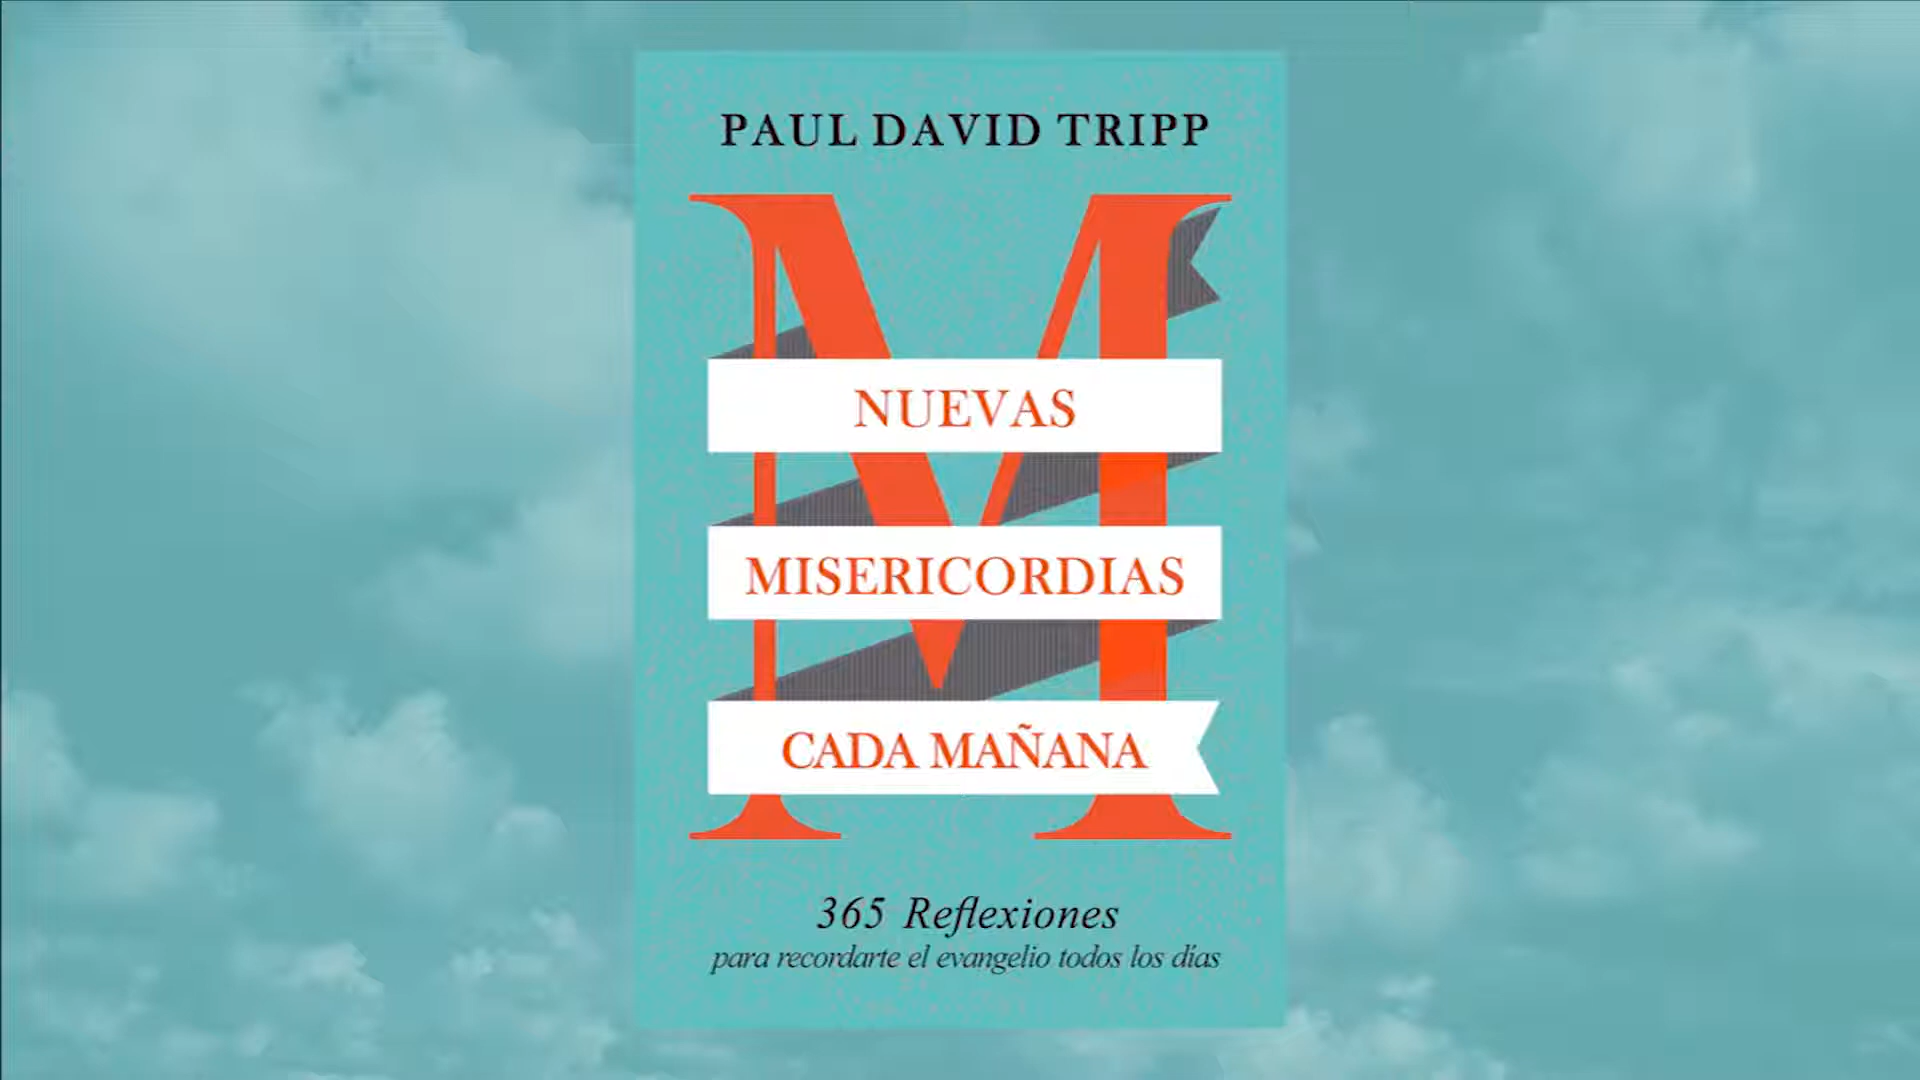 PAUL DAVID TRIPP
NUEVAS
MISERICORDIAS
CADA MAÑANA
365 Reflexiones
para recordarte el evangelio todos los días